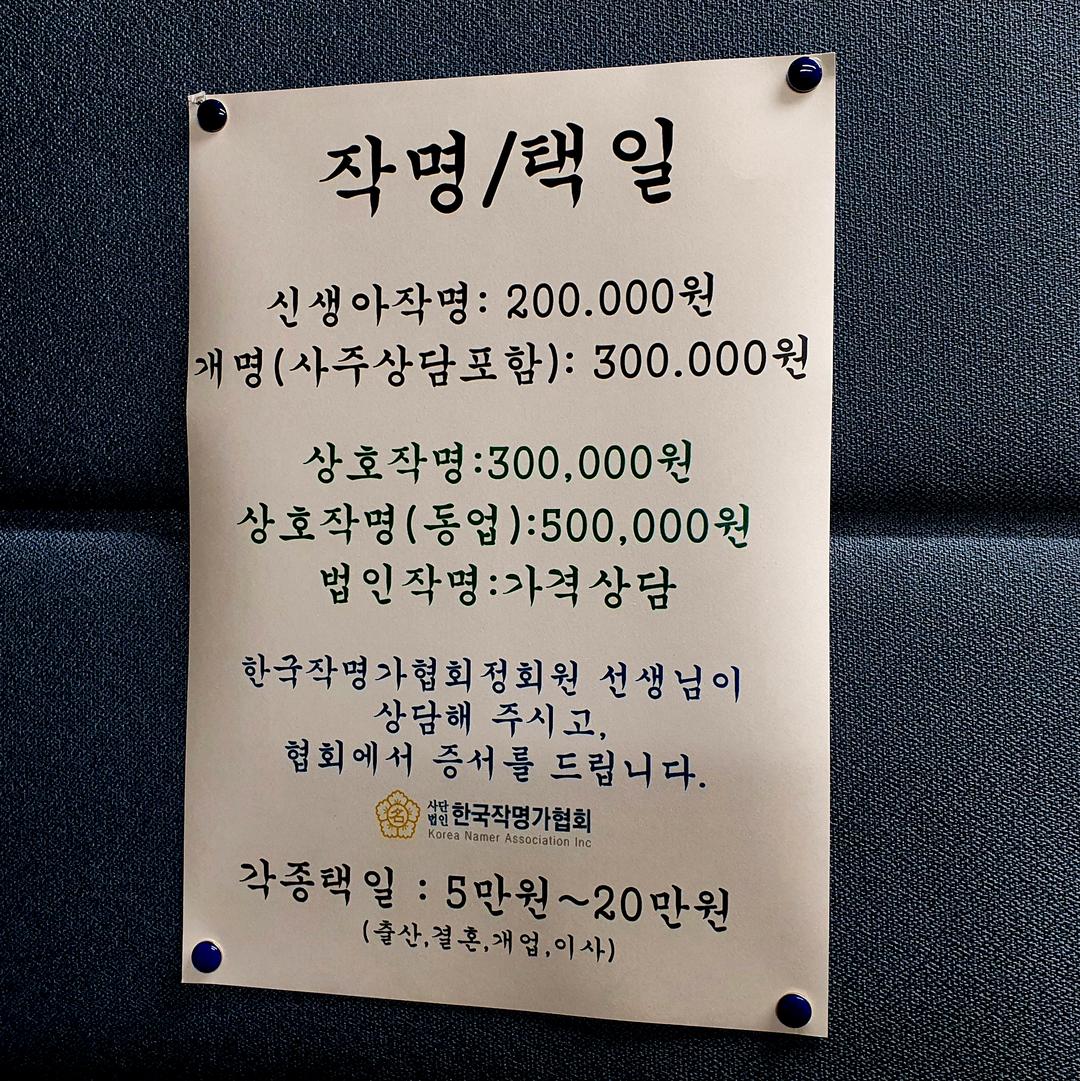 작명/택일
신생아작명: 200.000원
개명(사주상담포함): 300.000원
상호작명:300,000원
상호작명(동업):500,000원
법인작명:가격상담
한국작명가협회정회원 선생님이
상담해 주시고,
협회에서 증서를 드립니다.
名 사단법인 한국작명가협회
Korea Namer Association Inc
각종택일 : 5만원~20만원
(출산,결혼,개업,이사)